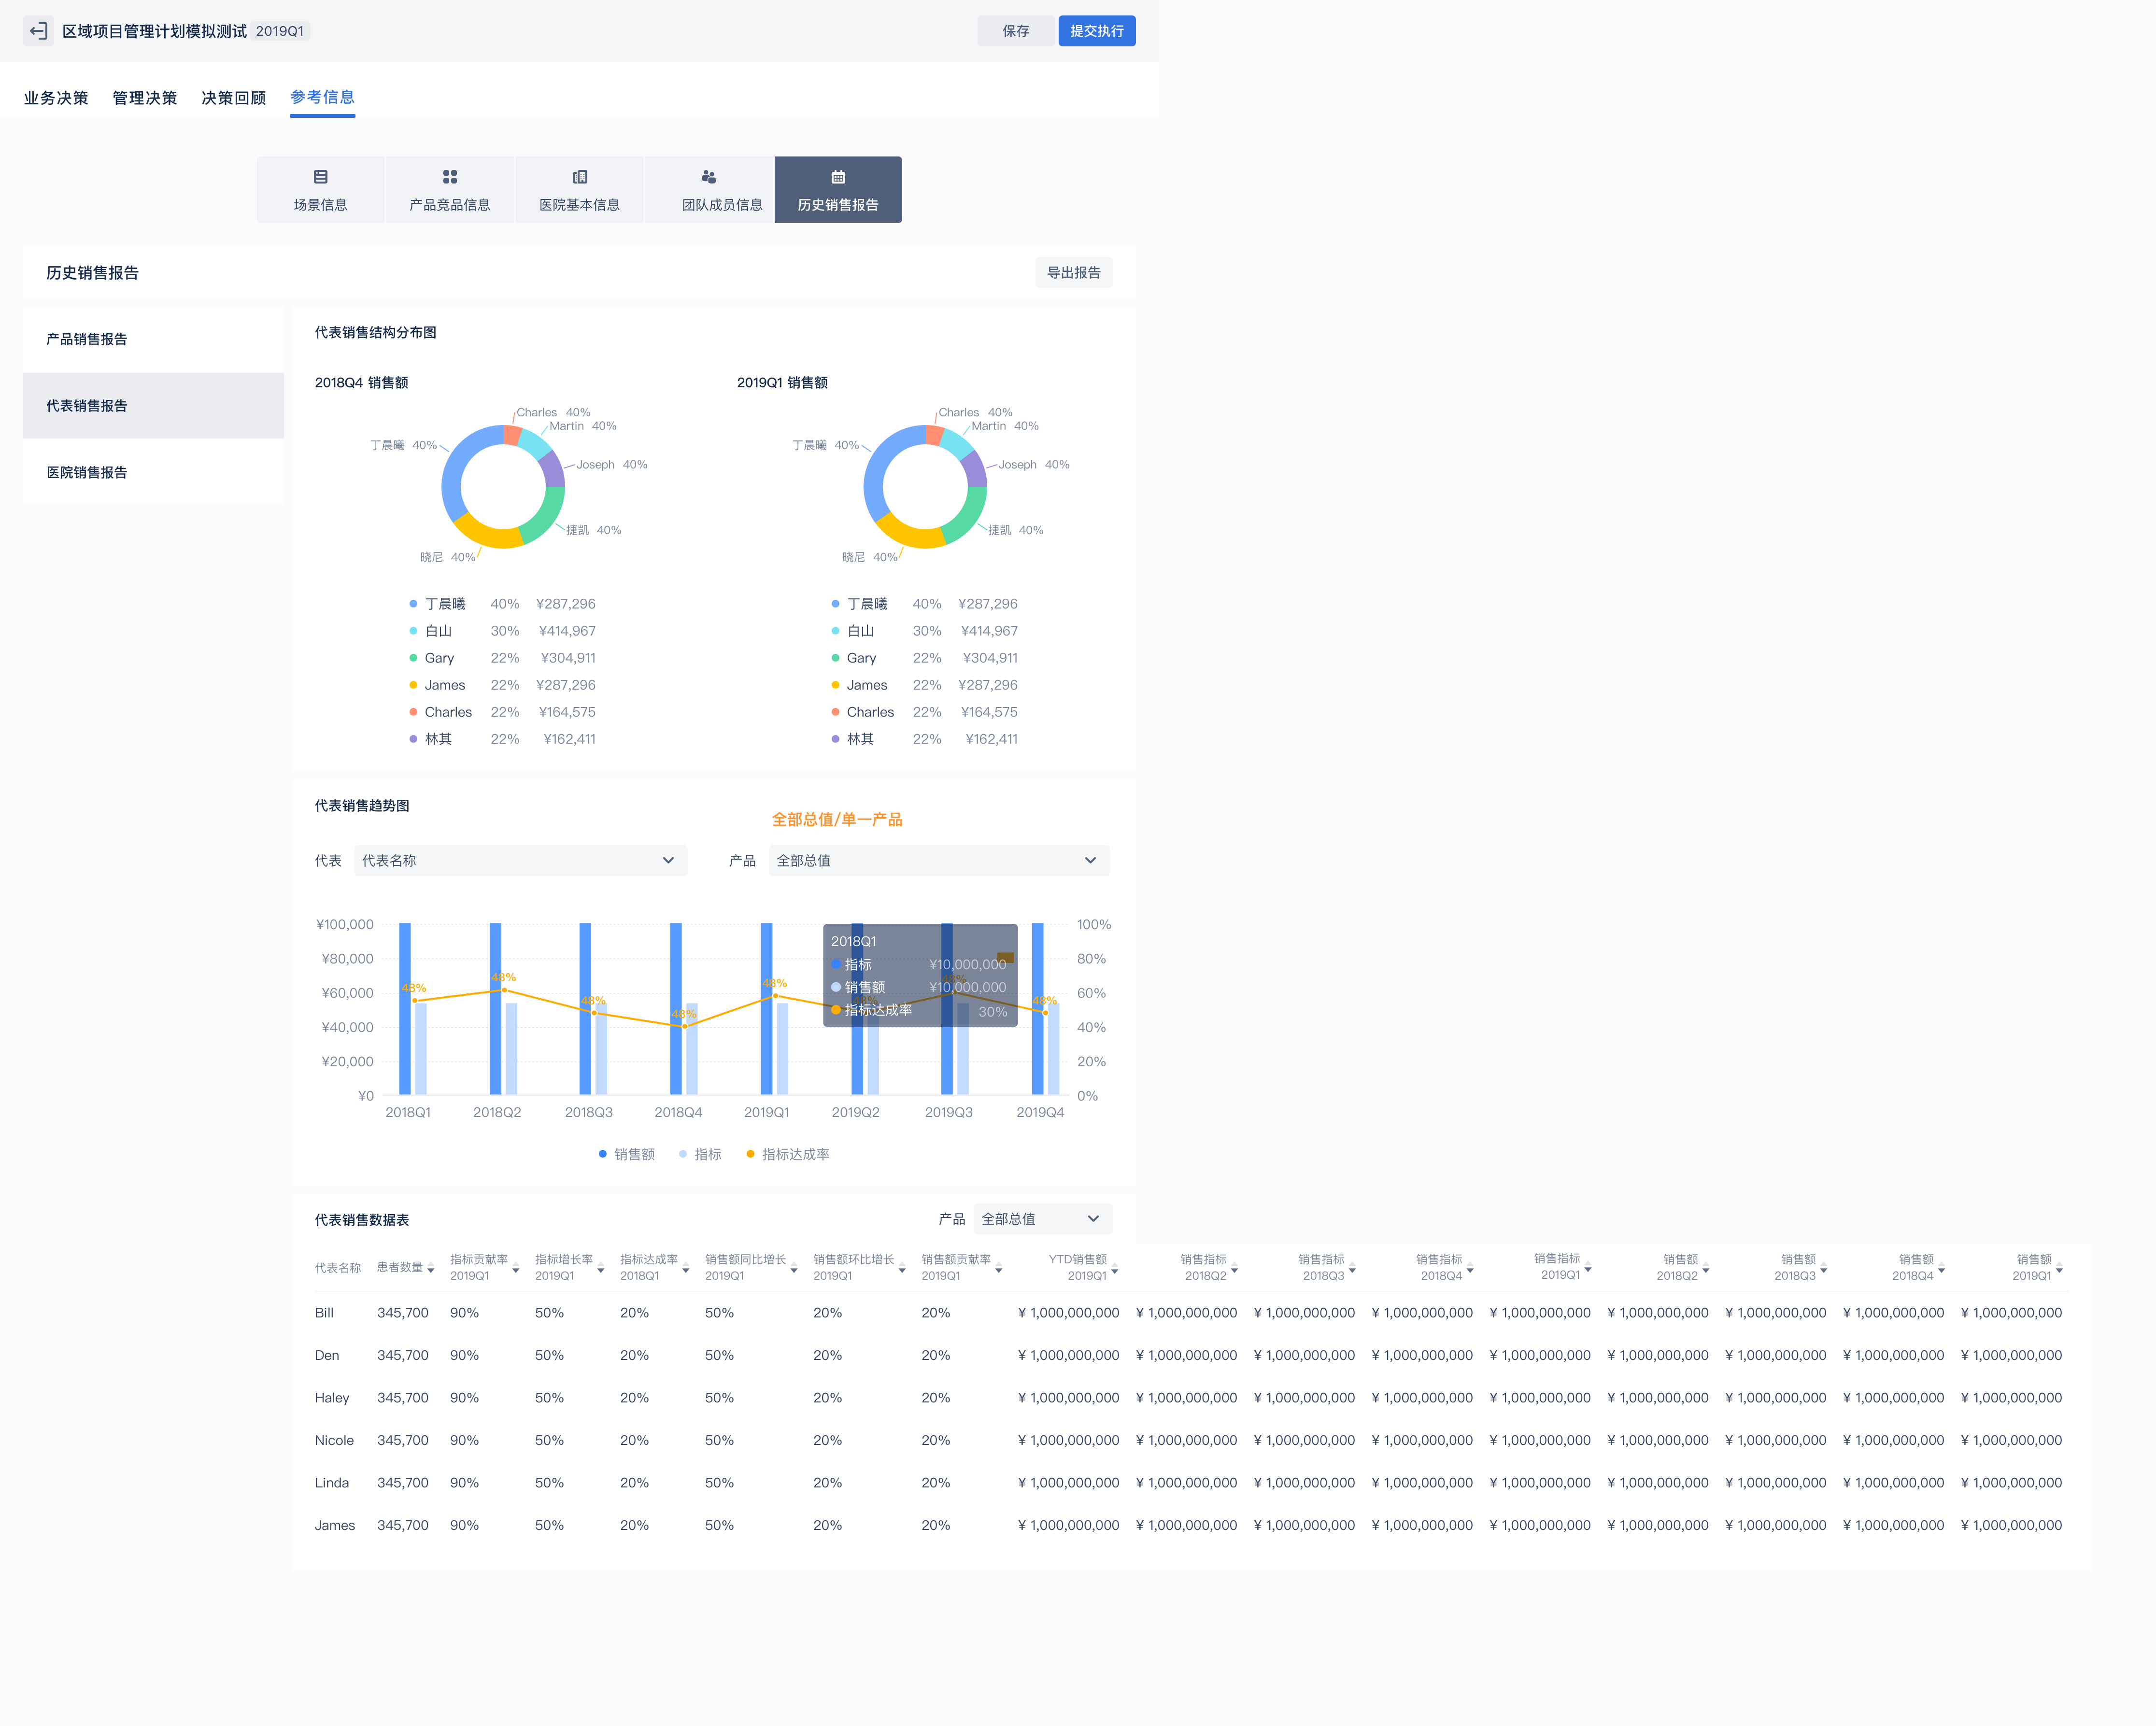 区域项目管理计划模拟测试 2019Q1 保存 提交执行
业务决策 管理决策 决策回顾 参考信息
场景信息 产品竞品信息 医院基本信息 团队成员信息 历史销售报告
历史销售报告 导出报告
产品销售报告
代表销售报告
医院销售报告
代表销售结构分布图
2018Q4 销售额
Charles 40%
Martin 40%
丁晨曦 40%
Joseph 40%
捷凯 40%
晓尼 40%
丁晨曦 40% ¥287,296
白山 30% ¥414,967
Gary 22% ¥304,911
James 22% ¥287,296
Charles 22% ¥164,575
林其 22% ¥162,411
2019Q1 销售额
Charles 40%
Martin 40%
丁晨曦 40%
Joseph 40%
捷凯 40%
晓尼 40%
丁晨曦 40% ¥287,296
白山 30% ¥414,967
Gary 22% ¥304,911
James 22% ¥287,296
Charles 22% ¥164,575
林其 22% ¥162,411
代表销售趋势图
全部总值/单一产品
代表 代表名称 产品 全部总值
¥100,000 100%
¥80,000 80%
¥60,000 60%
¥40,000 40%
¥20,000 20%
¥0 0%
48% 48% 48% 48% 48% 48% 48% 48%
2018Q1
指标 ¥10,000,000
销售额 ¥10,000,000
指标达成率 30%
2018Q1 2018Q2 2018Q3 2018Q4 2019Q1 2019Q2 2019Q3 2019Q4
销售额 指标 指标达成率
代表销售数据表 产品 全部总值
代表名称 患者数量 指标贡献率 指标增长率 指标达成率 销售额同比增长 销售额环比增长 销售额贡献率 YTD销售额 销售指标 销售指标 销售指标 销售指标 销售额 销售额 销售额 销售额
2019Q1 2019Q1 2018Q1 2019Q1 2019Q1 2019Q1 2019Q1 2018Q2 2018Q3 2018Q4 2019Q1 2018Q2 2018Q3 2018Q4 2019Q1
Bill 345,700 90% 50% 20% 50% 20% 20% ¥ 1,000,000,000 ¥ 1,000,000,000 ¥ 1,000,000,000 ¥ 1,000,000,000 ¥ 1,000,000,000 ¥ 1,000,000,000 ¥ 1,000,000,000 ¥ 1,000,000,000 ¥ 1,000,000,000
Den 345,700 90% 50% 20% 50% 20% 20% ¥ 1,000,000,000 ¥ 1,000,000,000 ¥ 1,000,000,000 ¥ 1,000,000,000 ¥ 1,000,000,000 ¥ 1,000,000,000 ¥ 1,000,000,000 ¥ 1,000,000,000 ¥ 1,000,000,000
Haley 345,700 90% 50% 20% 50% 20% 20% ¥ 1,000,000,000 ¥ 1,000,000,000 ¥ 1,000,000,000 ¥ 1,000,000,000 ¥ 1,000,000,000 ¥ 1,000,000,000 ¥ 1,000,000,000 ¥ 1,000,000,000 ¥ 1,000,000,000
Nicole 345,700 90% 50% 20% 50% 20% 20% ¥ 1,000,000,000 ¥ 1,000,000,000 ¥ 1,000,000,000 ¥ 1,000,000,000 ¥ 1,000,000,000 ¥ 1,000,000,000 ¥ 1,000,000,000 ¥ 1,000,000,000 ¥ 1,000,000,000
Linda 345,700 90% 50% 20% 50% 20% 20% ¥ 1,000,000,000 ¥ 1,000,000,000 ¥ 1,000,000,000 ¥ 1,000,000,000 ¥ 1,000,000,000 ¥ 1,000,000,000 ¥ 1,000,000,000 ¥ 1,000,000,000 ¥ 1,000,000,000
James 345,700 90% 50% 20% 50% 20% 20% ¥ 1,000,000,000 ¥ 1,000,000,000 ¥ 1,000,000,000 ¥ 1,000,000,000 ¥ 1,000,000,000 ¥ 1,000,000,000 ¥ 1,000,000,000 ¥ 1,000,000,000 ¥ 1,000,000,000